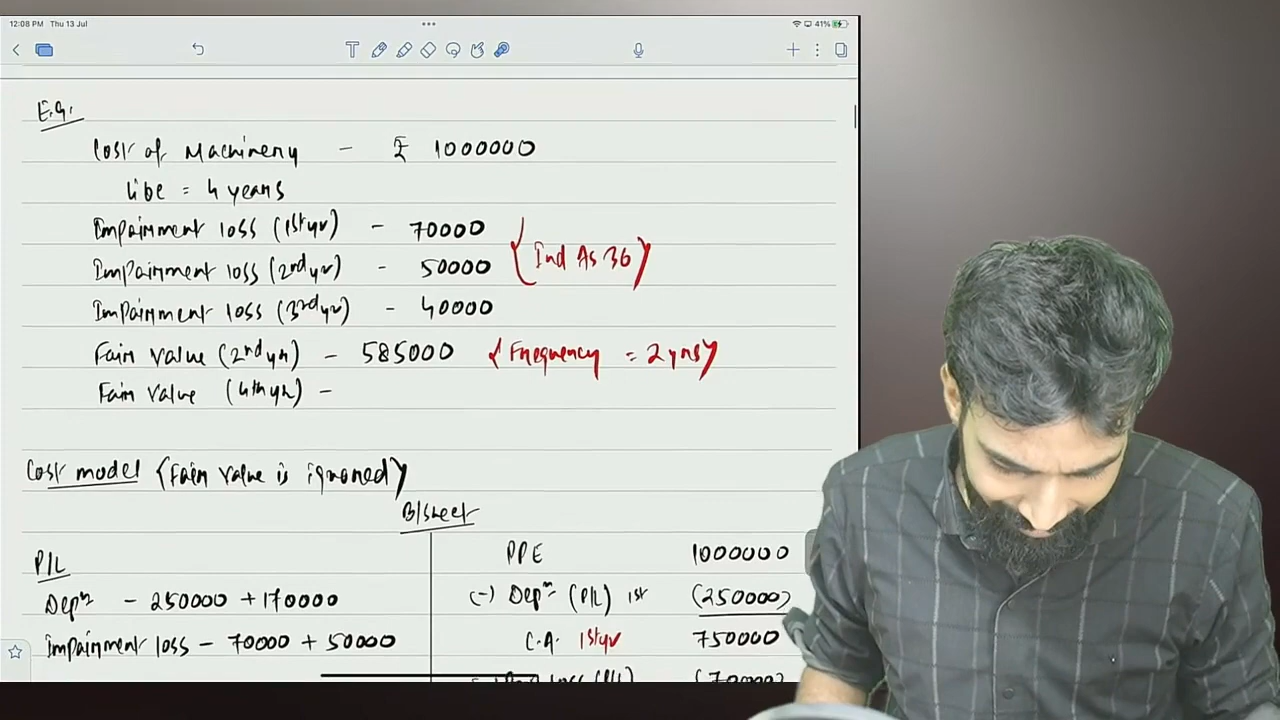 12:08 PM Thu 13 Jul
41%
E.g.
Cost of Machinery - ₹ 1000000
Life = 4 years
Impairment loss (1st yr) - 70000
Impairment loss (2nd yr) - 50000
{Ind As 36}
Impairment loss (3rd yr) - 40000
Fair value (2nd yr) - 585000 {Frequency = 2 yrs}
Fair value (4th yr) -
Cost model {Fair value is ignored}
B/sheet
P/L
Depn - 250000 + 170000
Impairment loss - 70000 + 50000
PPE 1000000
(-) Depn (P/L) 1st (250000)
C.A. 1st yr 750000
(70000)